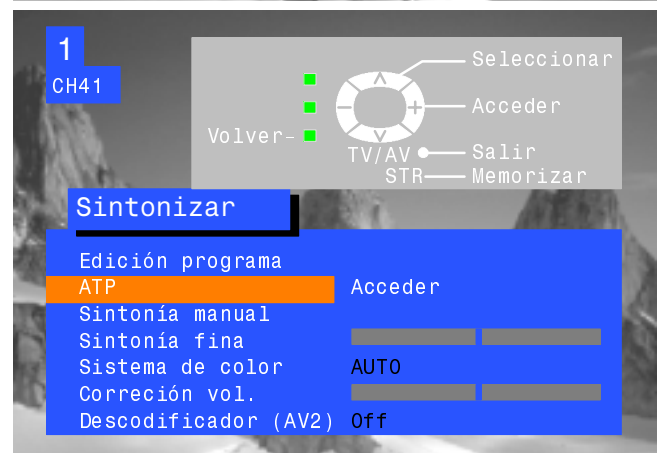 1
CH41
Seleccionar
Acceder
Volver-
TV/AV Salir
STR Memorizar
Sintonizar
Edición programa
ATP Acceder
Sintonía manual
Sintonía fina
Sistema de color AUTO
Correción vol.
Descodificador (AV2) Off